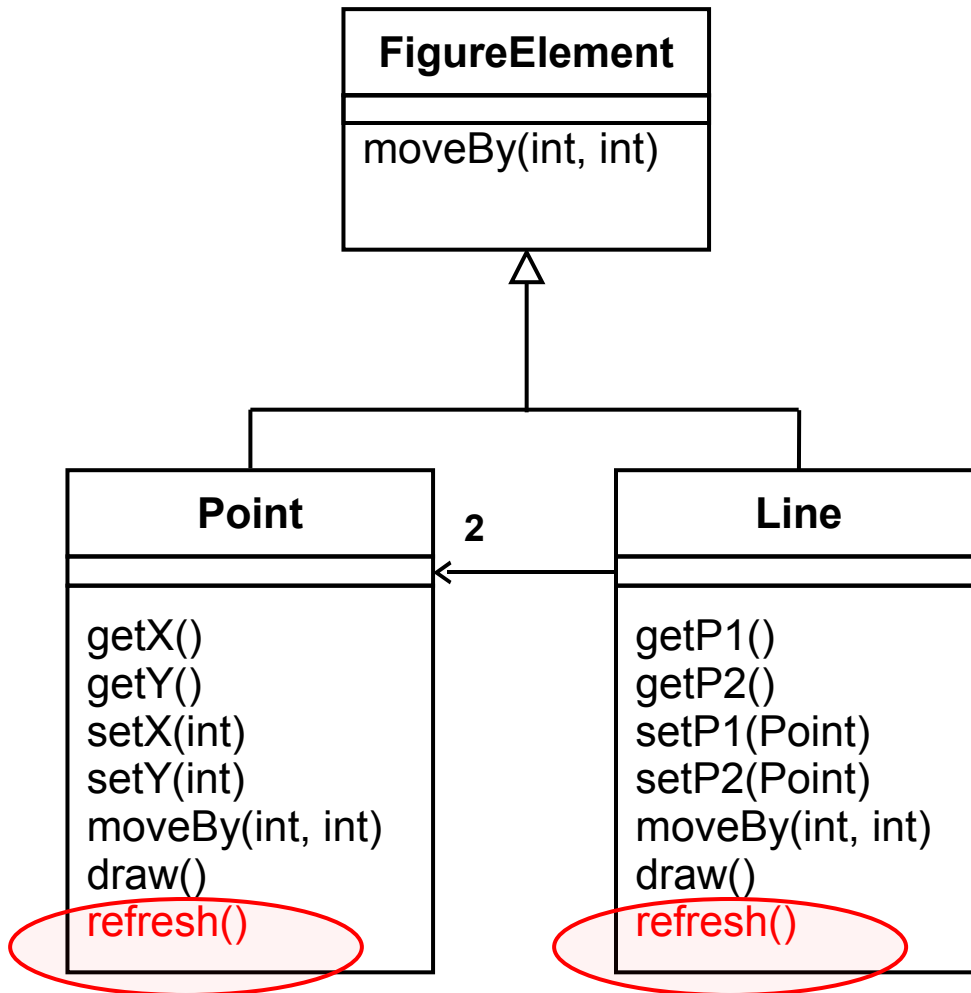 FigureElement
moveBy(int, int)
Point
2
Line
getX()
getY()
setX(int)
setY(int)
moveBy(int, int)
draw()
refresh()
getP1()
getP2()
setP1(Point)
setP2(Point)
moveBy(int, int)
draw()
refresh()